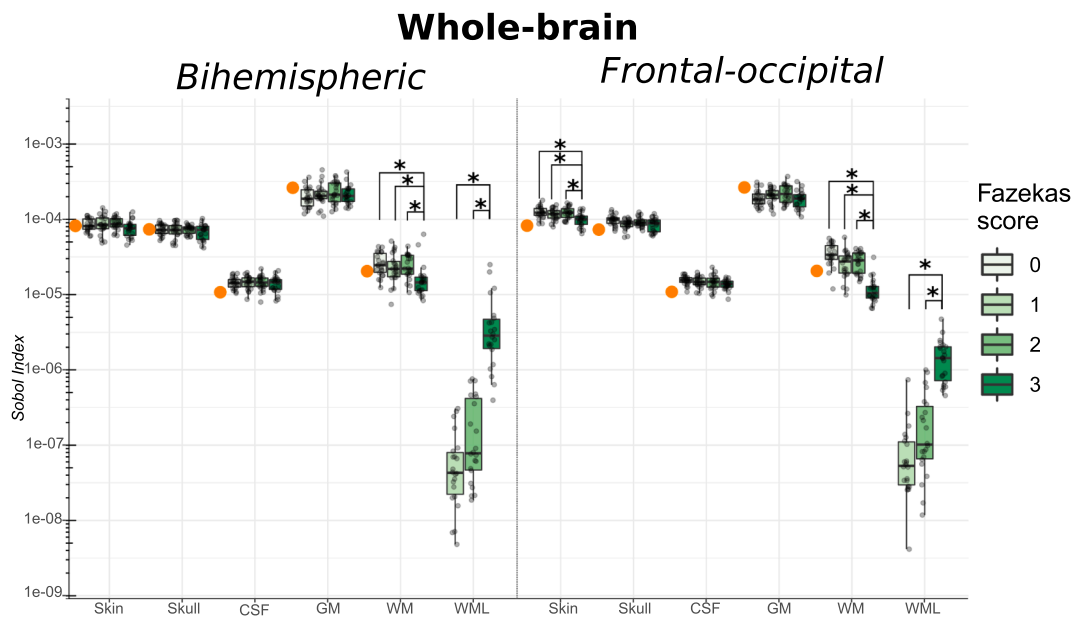 Whole-brain
Bihemispheric
Frontal-occipital
1e-03
1e-04
1e-05
1e-06
1e-07
1e-08
1e-09
Sobol Index
* * * * *
* * * * * * * *
Skin Skull CSF GM WM WML
Skin Skull CSF GM WM WML
Fazekas
score
0
1
2
3